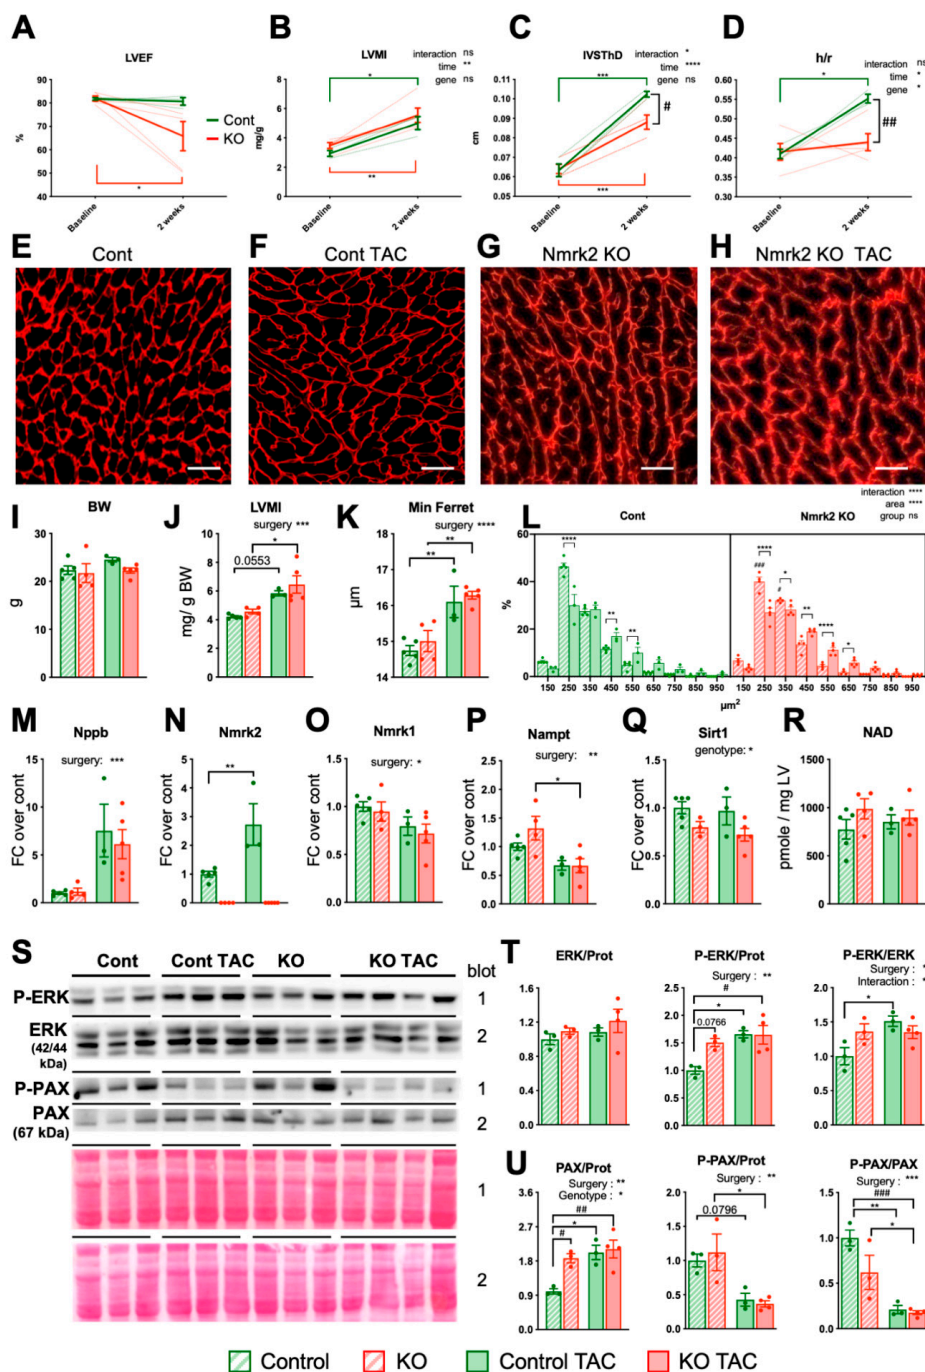 A B C D
LVEF
%
90
80
70
60
50
40
Baseline 2 weeks
*
Cont
KO
LVMI
interaction ns
time **
gene ns
mg/g
8
6
4
2
0
*
**
Baseline 2 weeks
IVSThD
interaction *
time ****
gene ns
cm
0.11
0.10
0.09
0.08
0.07
0.06
0.05
***
#
***
Baseline 2 weeks
h/r
interaction ns
time *
gene *
0.60
0.55
0.50
0.45
0.40
0.35
0.30
*
##
Baseline 2 weeks
E Cont
F Cont TAC
G Nmrk2 KO
H Nmrk2 KO TAC
I BW
g
30
20
10
0
J LVMI
surgery ***
mg/ g BW
10
8
6
4
2
0
0.0553
*
K Min Ferret
surgery ****
µm
18
17
16
15
14
**
**
L
interaction ****
area ****
group ns
Cont Nmrk2 KO
%
60
40
20
0
****
**
**
****
###
*
#
**
****
*
150 250 350 450 550 650 750 850 950 150 250 350 450 550 650 750 850 950
µm²
M Nppb
surgery: ***
FC over cont
15
10
5
0
N Nmrk2
FC over cont
5
4
3
2
1
0
**
O Nmrk1
surgery: *
FC over cont
1.5
1.0
0.5
0.0
P Nampt
surgery: **
FC over cont
2.0
1.5
1.0
0.5
0.0
*
Q Sirt1
genotype: *
FC over cont
1.5
1.0
0.5
0.0
R NAD
pmole / mg LV
1500
1000
500
0
S
Cont Cont TAC KO KO TAC blot
P-ERK 1
ERK 2
(42/44
kDa)
P-PAX 1
PAX 2
(67 kDa)
1
2
T
ERK/Prot
1.6
1.2
0.8
0.4
0.0
P-ERK/Prot
Surgery : **
2.5
2.0
1.5
1.0
0.5
0.0
#
*
0.0766
P-ERK/ERK
Surgery : *
Interaction : *
2.0
1.5
1.0
0.5
0.0
*
U
PAX/Prot
Surgery : **
Genotype : *
3.6
2.7
1.8
0.9
0.0
##
*
#
P-PAX/Prot
Surgery : **
2.0
1.5
1.0
0.5
0.0
*
0.0796
P-PAX/PAX
Surgery : ***
1.5
1.0
0.5
0.0
###
**
*
Control KO Control TAC KO TAC